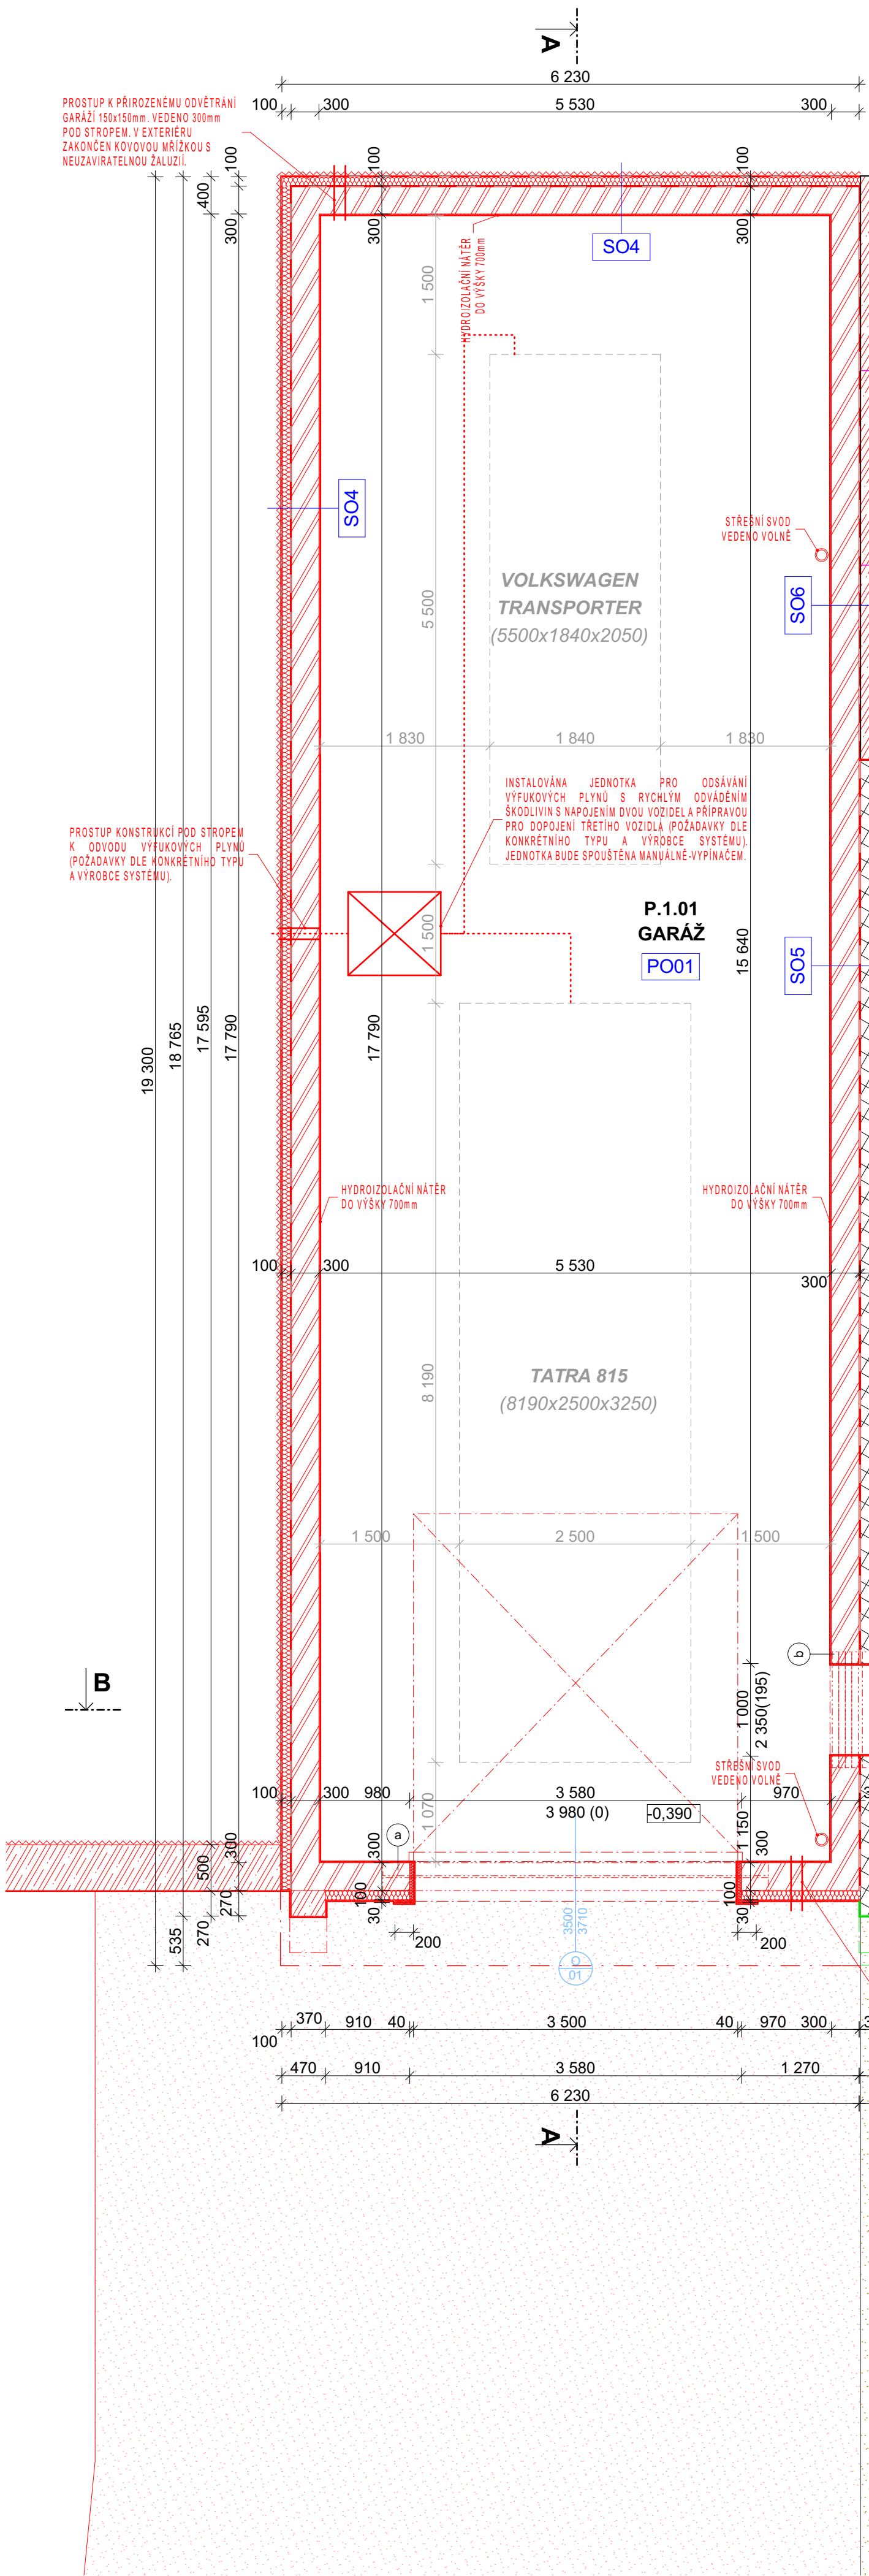 A
6 230
100
300
5 530
300
PROSTUP K PŘIROZENÉMU ODVĚTRÁNÍ
GARÁŽÍ 150x150mm. VEDENO 300mm
POD STROPEM. V EXTERIÉRU
ZAKONČEN KOVOVOU MŘÍŽKOU S
NEUZAVIRATELNOU ŽALUZIÍ.
100
400
300
100
300
100
300
SO4
HYDROIZOLAČNÍ NÁTĚR
DO VÝŠKY 700mm
1 500
SO4
STŘEŠNÍ SVOD
VEDENO VOLNĚ
VOLKSWAGEN
TRANSPORTER
(5500x1840x2050)
5 500
SO6
1 830
1 840
1 830
INSTALOVÁNA JEDNOTKA PRO ODSÁVÁNÍ
VÝFUKOVÝCH PLYNŮ S RYCHLÝM ODVÁDĚNÍM
ŠKODLIVIN S NAPOJENÍM DVOU VOZIDEL A PŘÍPRAVOU
PRO DOPOJENÍ TŘETÍHO VOZIDLA (POŽADAVKY DLE
KONKRÉTNÍHO TYPU A VÝROBCE SYSTÉMU).
JEDNOTKA BUDE SPOUŠTĚNA MANUÁLNĚ-VYPÍNAČEM.
PROSTUP KONSTRUKCÍ POD STROPEM
K ODVODU VÝFUKOVÝCH PLYNŮ
(POŽADAVKY DLE KONKRÉTNÍHO TYPU
A VÝROBCE SYSTÉMU).
P.1.01
GARÁŽ
PO01
1 500
15 640
SO5
19 300
18 765
17 595
17 790
17 790
HYDROIZOLAČNÍ NÁTĚR
DO VÝŠKY 700mm
HYDROIZOLAČNÍ NÁTĚR
DO VÝŠKY 700mm
100
300
5 530
300
8 190
TATRA 815
(8190x2500x3250)
1 500
2 500
1 500
B
b
1 000
2 350(195)
STŘEŠNÍ SVOD
VEDENO VOLNĚ
100
300
980
3 580
970
3 980 (0)
-0,390
1 070
a
1 150
300
300
300
500
270
100
30
100
30
270
535
200
200
3500
3710
O
01
370
910
40
3 500
40
970
300
100
470
910
3 580
1 270
6 230
A